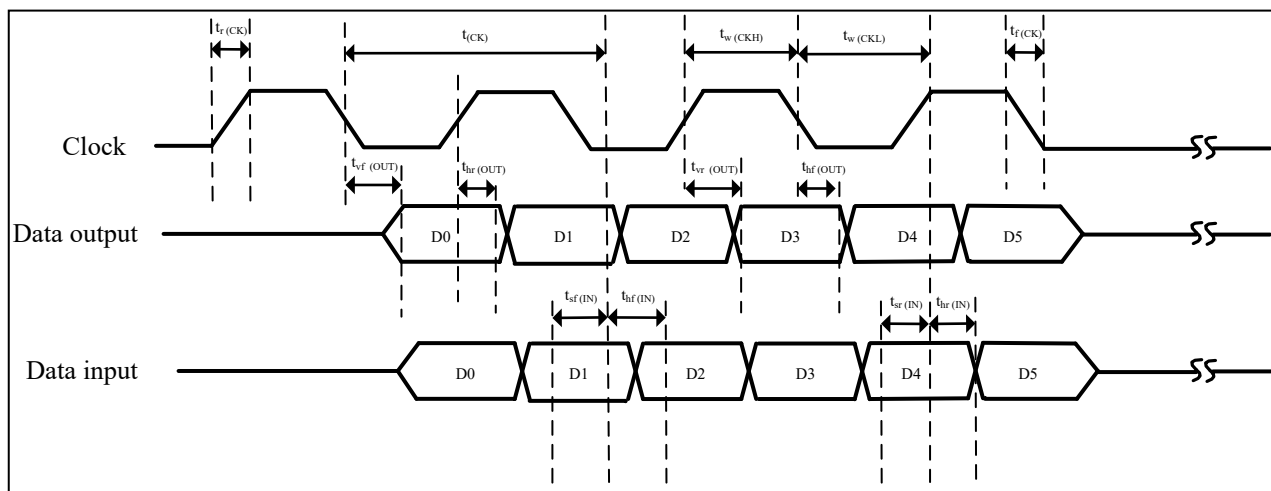 tr (CK)
t(CK)
tw (CKH)
tw (CKL)
tf (CK)
Clock
tvf (OUT)
thr (OUT)
tvr (OUT)
thf (OUT)
Data output
D0
D1
D2
D3
D4
D5
tsf (IN)
thf (IN)
tsr (IN)
thr (IN)
Data input
D0
D1
D2
D3
D4
D5